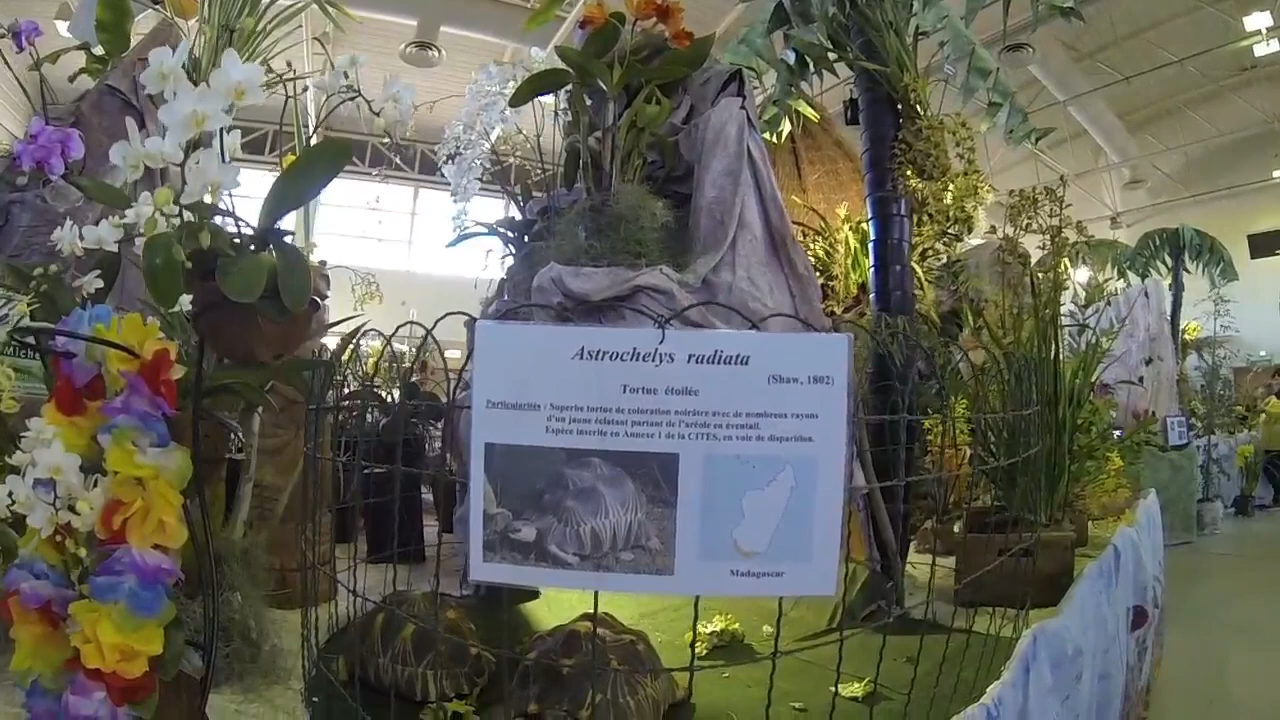 Astrochelys radiata
(Shaw, 1802)
Tortue étoilée
Particularités : Superbe tortue de coloration noirâtre avec de nombreux rayons
d'un jaune éclatant partant de l'aréole en éventail.
Espèce inscrite en Annexe 1 de la CITES, en voie de disparition.
Madagascar
Miche